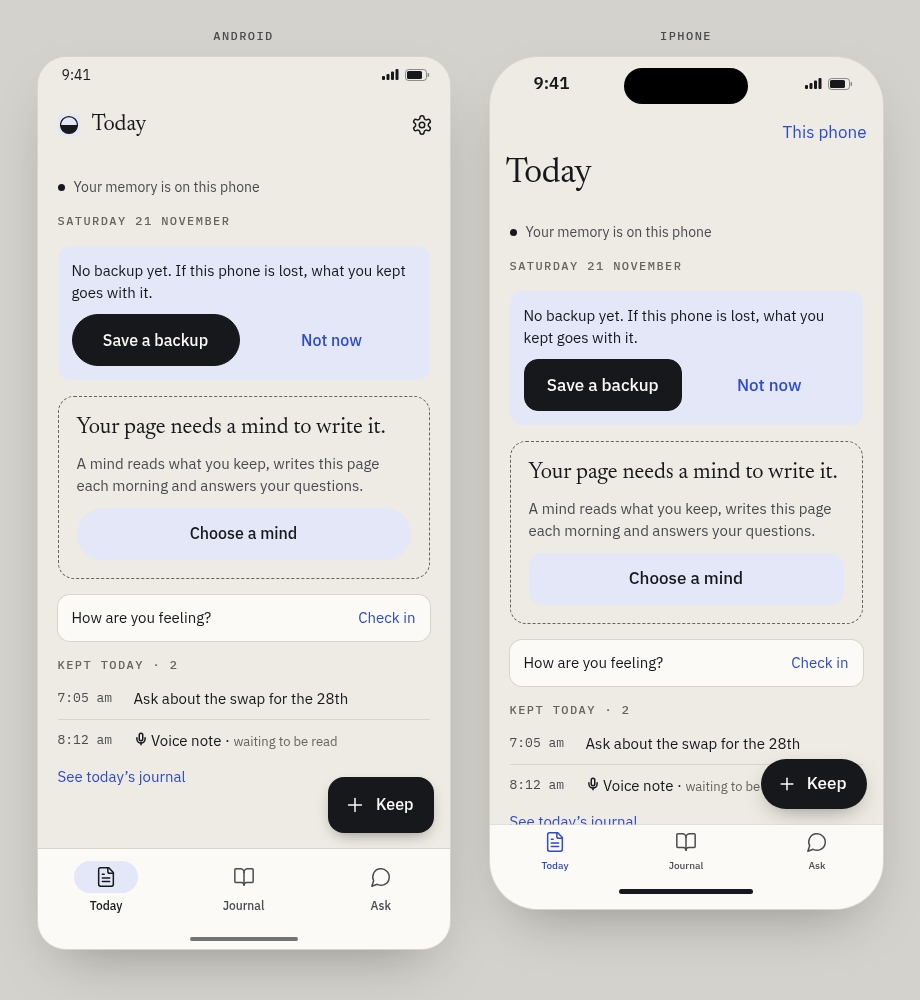 ANDROID
9:41
Today
Your memory is on this phone
SATURDAY 21 NOVEMBER
No backup yet. If this phone is lost, what you kept
goes with it.
Save a backup
Not now
Your page needs a mind to write it.
A mind reads what you keep, writes this page
each morning and answers your questions.
Choose a mind
How are you feeling?
Check in
KEPT TODAY · 2
7:05 am Ask about the swap for the 28th
8:12 am Voice note · waiting to be read
See today’s journal
+ Keep
Today
Journal
Ask
IPHONE
9:41
This phone
Today
Your memory is on this phone
SATURDAY 21 NOVEMBER
No backup yet. If this phone is lost, what you
kept goes with it.
Save a backup
Not now
Your page needs a mind to write it.
A mind reads what you keep, writes this page
each morning and answers your questions.
Choose a mind
How are you feeling?
Check in
KEPT TODAY · 2
7:05 am Ask about the swap for the 28th
8:12 am Voice note · waiting to be
+ Keep
See today’s journal
Today
Journal
Ask